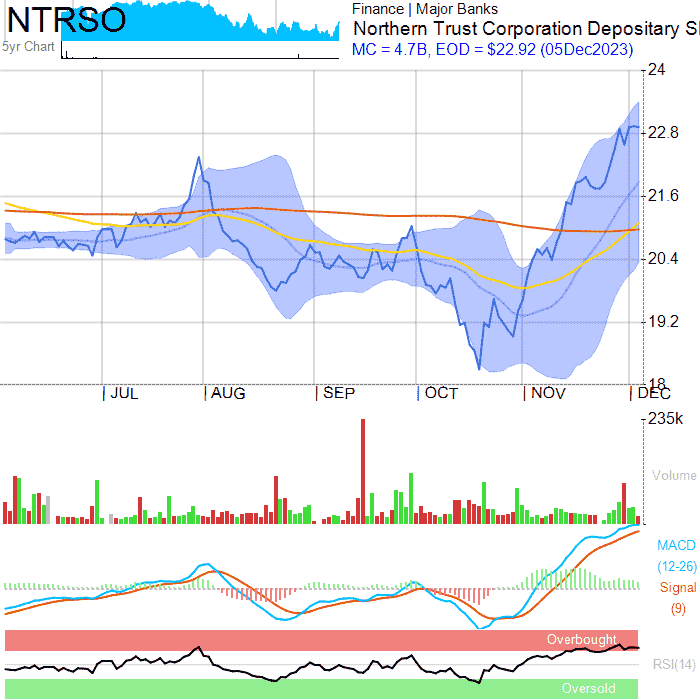 NTRSO
5yr Chart
Finance | Major Banks
Northern Trust Corporation Depositary S
MC = 4.7B, EOD = $22.92 (05Dec2023)
24
22.8
21.6
20.4
19.2
18
JUL
AUG
SEP
OCT
NOV
DEC
235k
Volume
MACD
(12-26)
Signal
(9)
Overbought
RSI(14)
Oversold